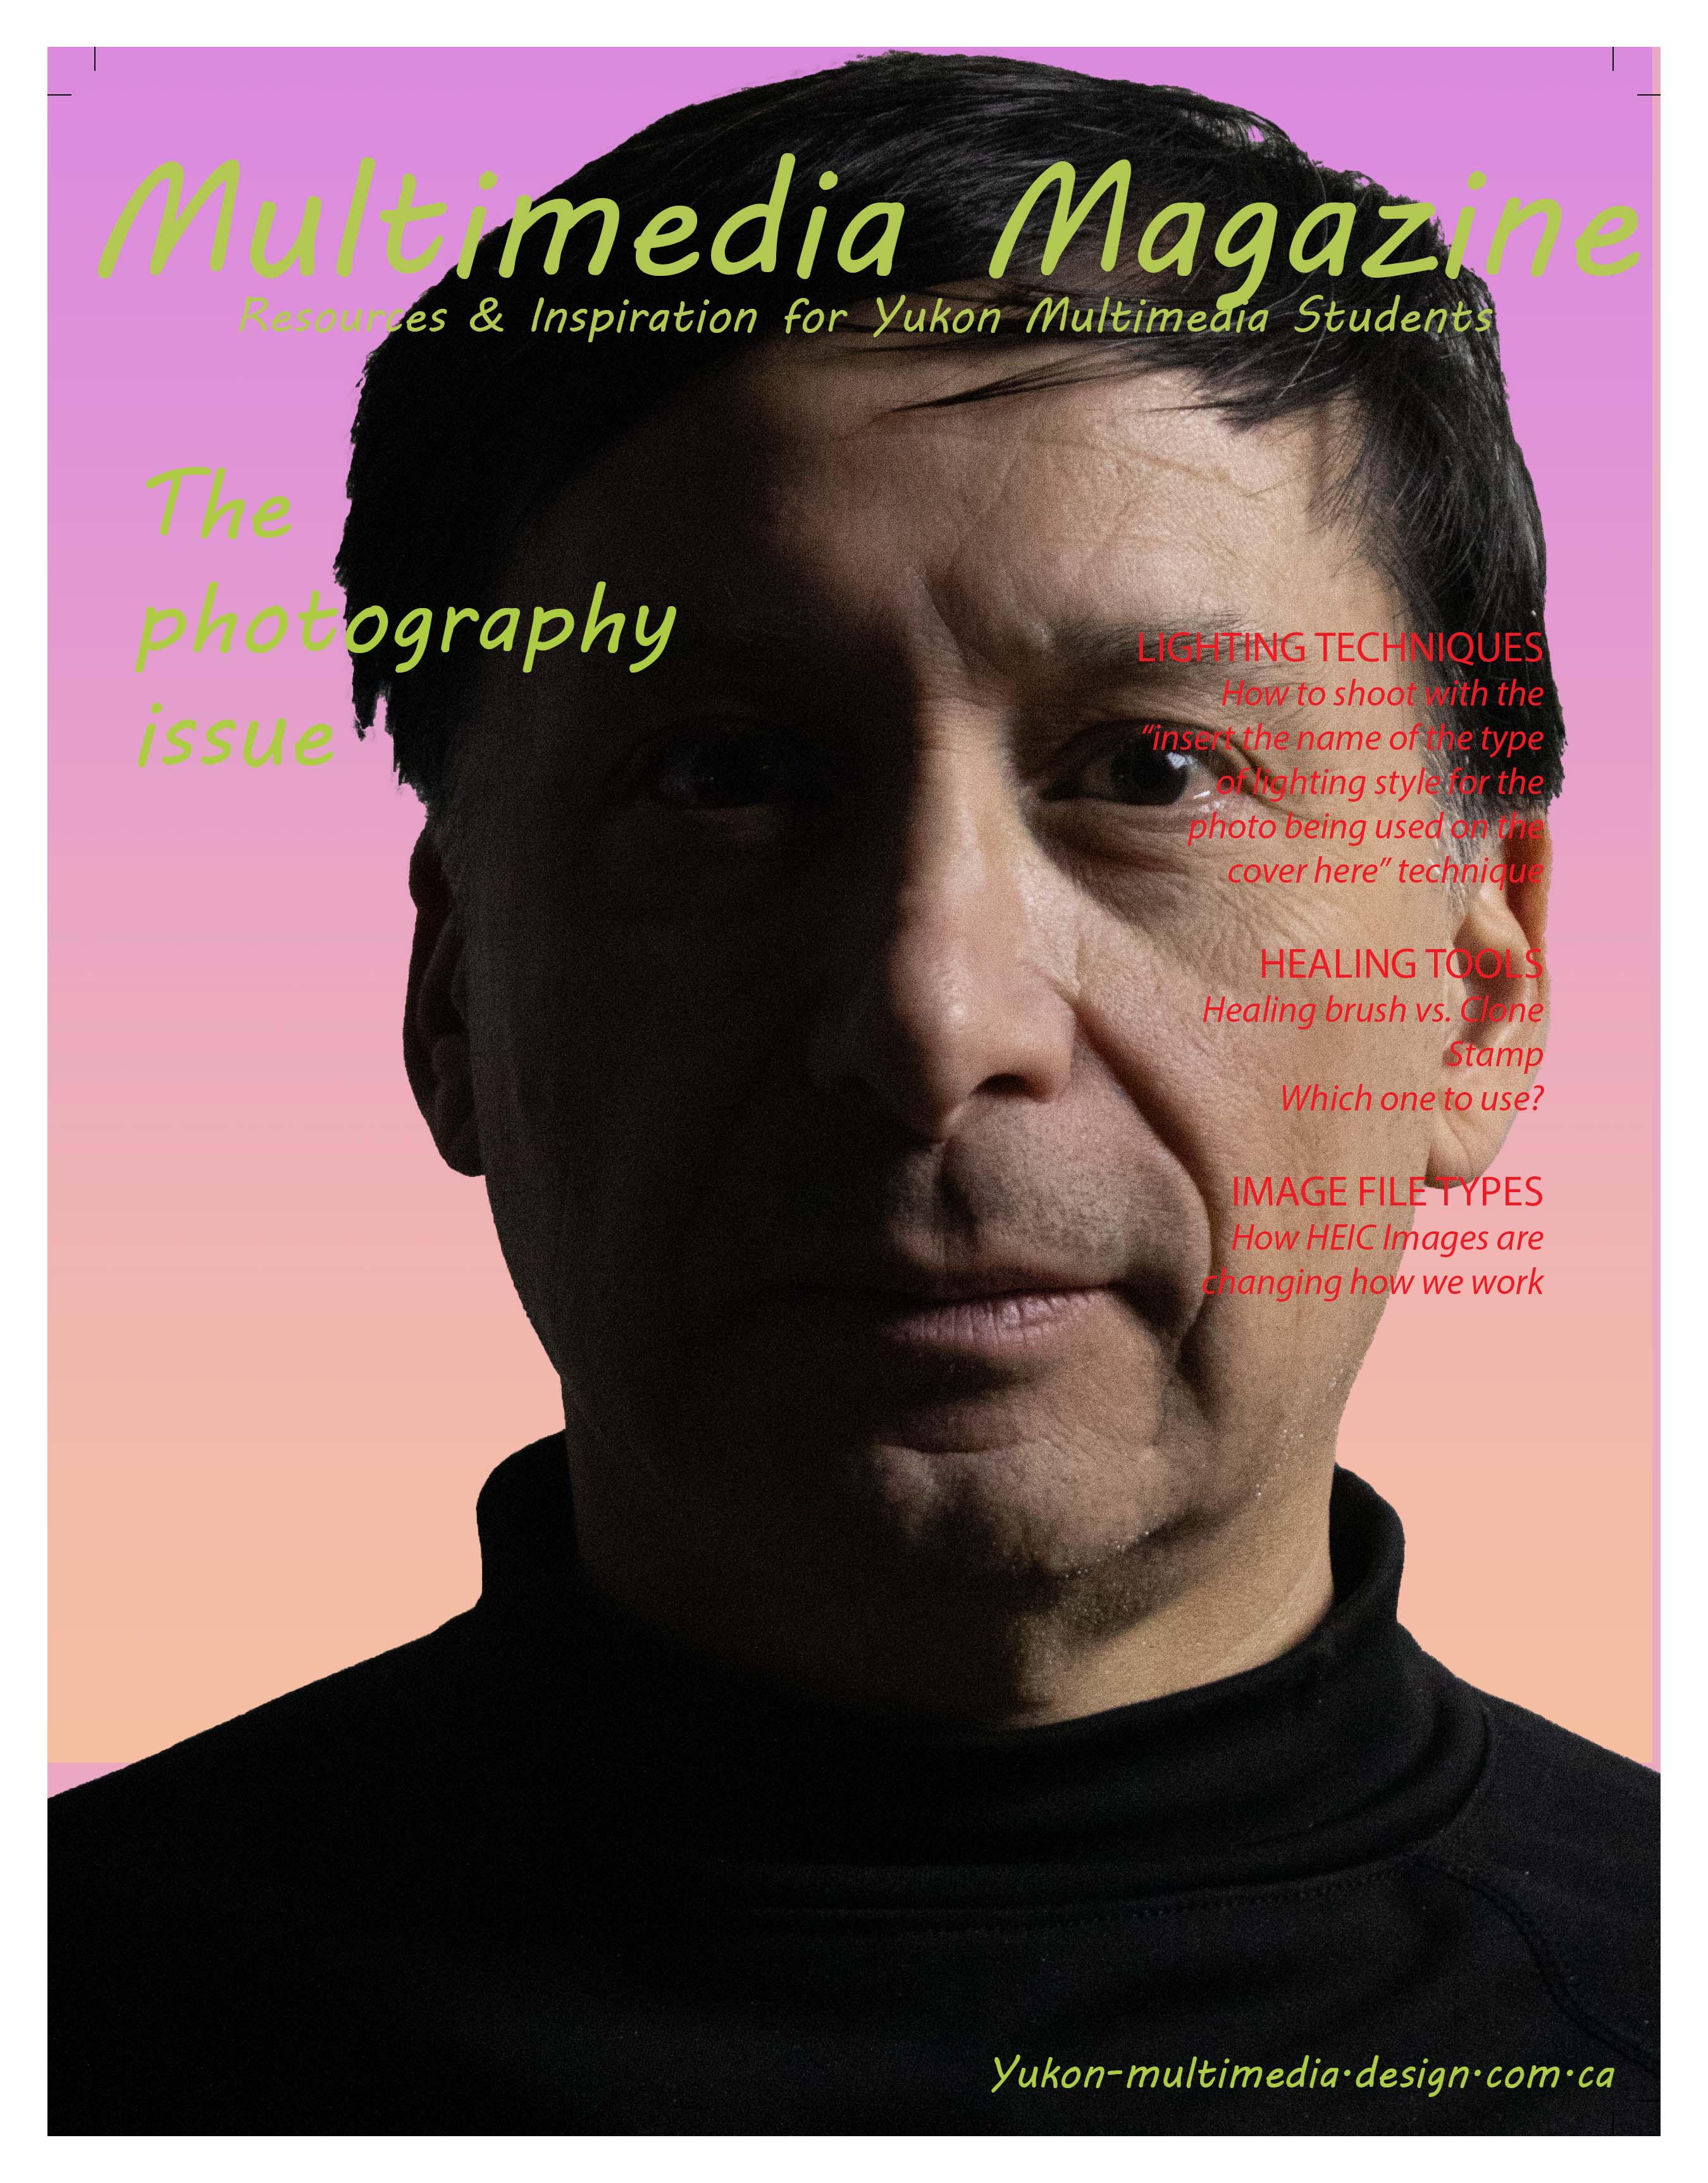 Multimedia Magazine
Resources & Inspiration for Yukon Multimedia Students
The
photography
issue
LIGHTING TECHNIQUES
How to shoot with the
“insert the name of the type
of lighting style for the
photo being used on the
cover here” technique
HEALING TOOLS
Healing brush vs. Clone
Stamp
Which one to use?
IMAGE FILE TYPES
How HEIC Images are
changing how we work
Yukon-multimedia·design·com·ca